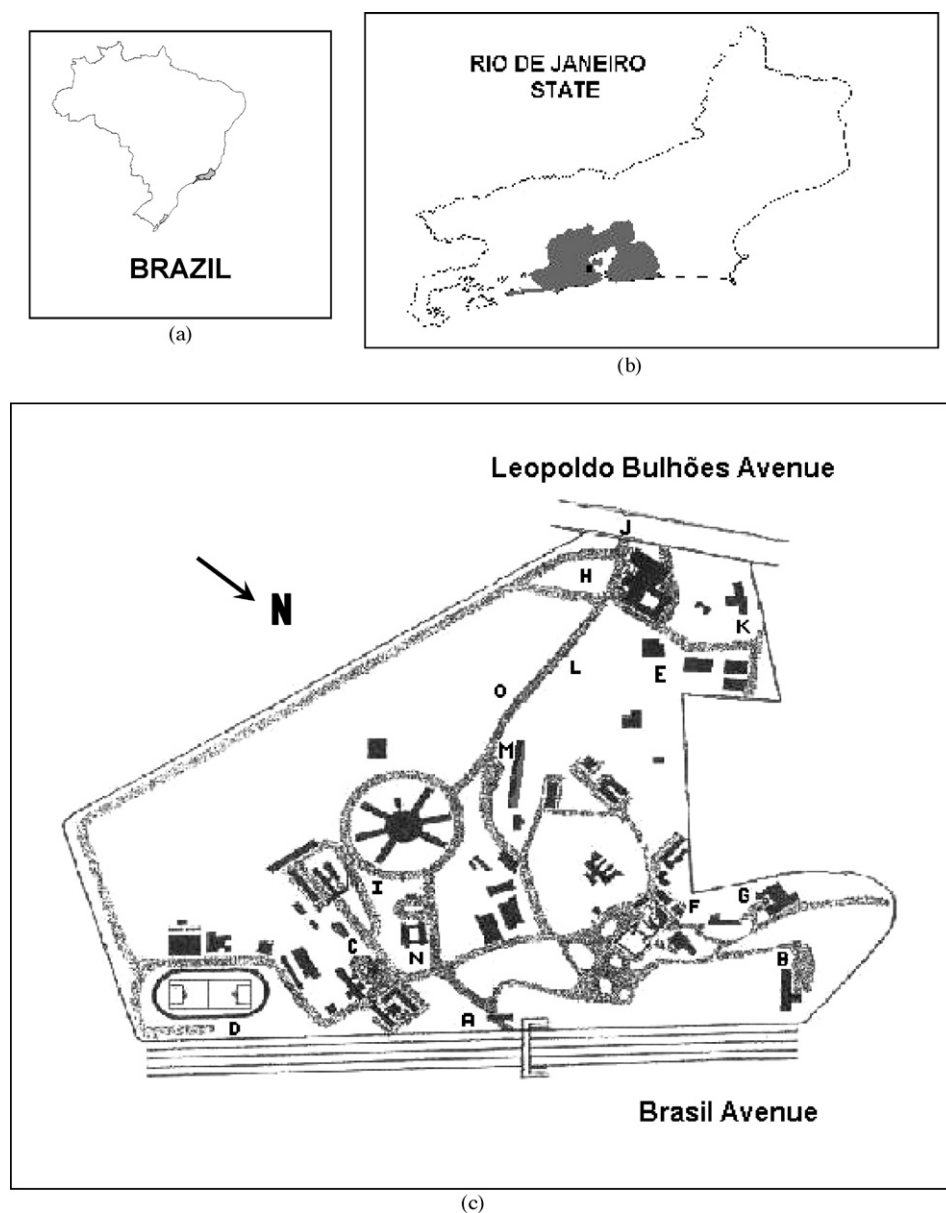 BRAZIL
(a)
RIO DE JANEIRO
STATE
(b)
Leopoldo Bulhões Avenue
J
H
N
K
L
E
O
M
I
G
F
C
N
B
A
D
Brasil Avenue
(c)